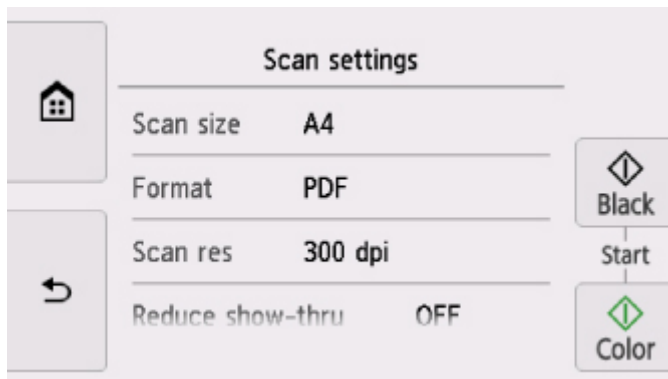 Scan settings
Scan size A4
Format PDF
Scan res 300 dpi
Reduce show-thru OFF
Black
Start
Color